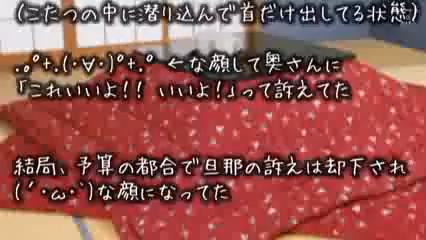 (こたつの中に潜り込んで首だけ出してる状態)
.｡ﾟ+.(･∀･)ﾟ+.ﾟ ←な顔して奥さんに
「これいいよ!! いいよ!」って訴えてた
結局、予算の都合で旦那の訴えは却下され
(´･ω･`)な顔になってた